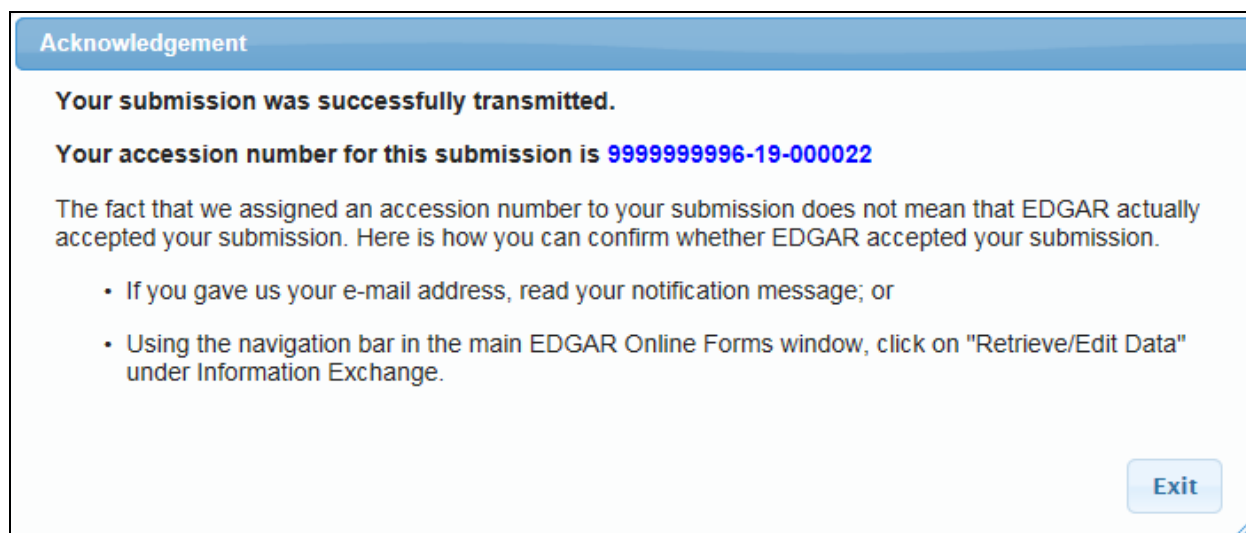 Acknowledgement
Your submission was successfully transmitted.
Your accession number for this submission is 9999999996-19-000022
The fact that we assigned an accession number to your submission does not mean that EDGAR actually
accepted your submission. Here is how you can confirm whether EDGAR accepted your submission.
• If you gave us your e-mail address, read your notification message; or
• Using the navigation bar in the main EDGAR Online Forms window, click on "Retrieve/Edit Data"
under Information Exchange.
Exit